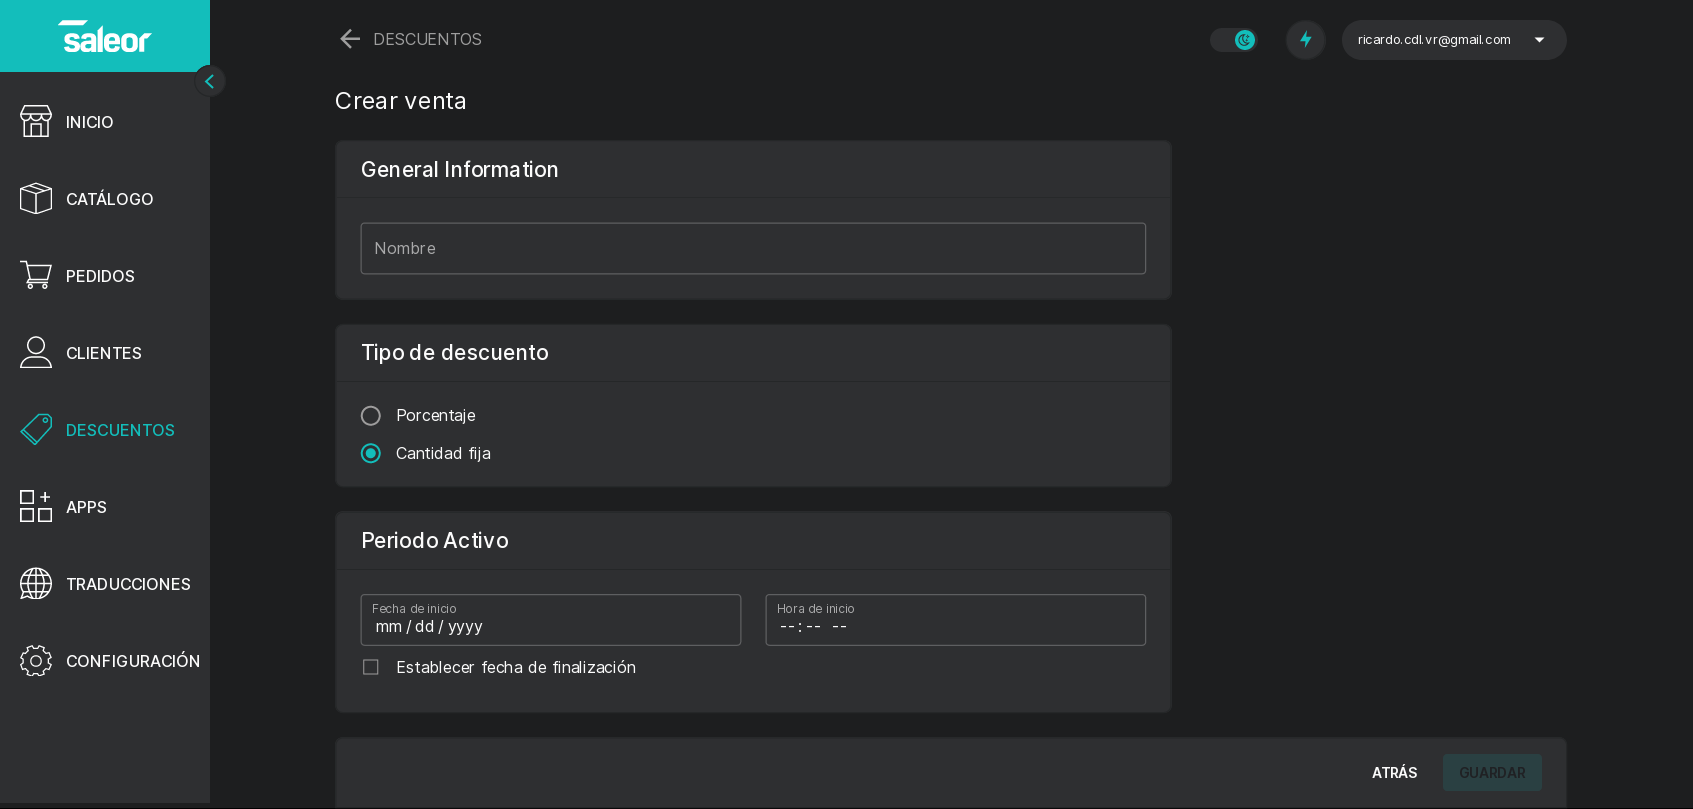 saleor
DESCUENTOS
ricardo.cdl.vr@gmail.com
INICIO
CATÁLOGO
PEDIDOS
CLIENTES
DESCUENTOS
APPS
TRADUCCIONES
CONFIGURACIÓN
Crear venta
General Information
Nombre
Tipo de descuento
Porcentaje
Cantidad fija
Periodo Activo
Fecha de inicio
mm / dd / yyyy
Hora de inicio
-- : -- --
Establecer fecha de finalización
ATRÁS
GUARDAR